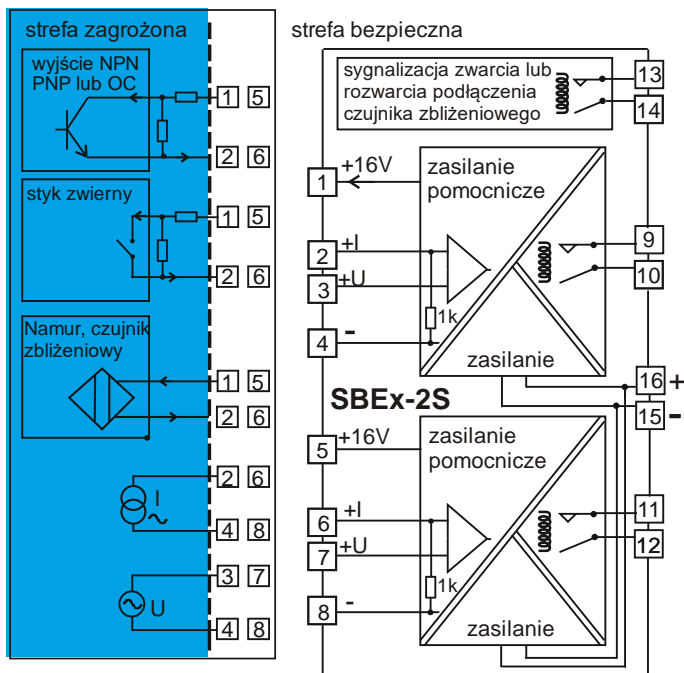 strefa zagrożona
wyjście NPN
PNP lub OC
1 5
2 6
styk zwierny
1 5
2 6
Namur, czujnik
zbliżeniowy
1 5
2 6
2 6
I
4 8
3 7
U
4 8
strefa bezpieczna
sygnalizacja zwarcia lub
rozwarcia podłączenia
czujnika zbliżeniowego
13
14
1 +16V
zasilanie
pomocnicze
2 +I
3 +U
1k
4 -
9
10
zasilanie
16 +
15 -
SBEx-2S
5 +16V
zasilanie
pomocnicze
6 +I
7 +U
1k
8 -
11
12
zasilanie